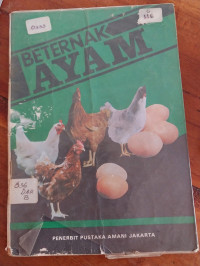 BETERNAK
AYAM
PENERBIT PUSTAKA AMANI JAKARTA